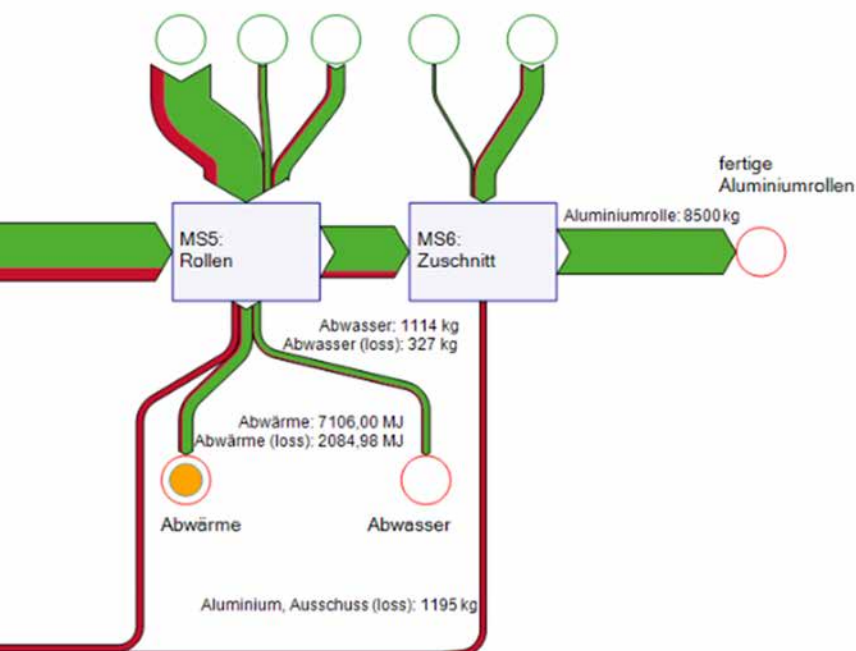 fertige
Aluminiumrollen
Aluminiumrolle: 8500 kg
MS5:
Rollen
MS6:
Zuschnitt
Abwasser: 1114 kg
Abwasser (loss): 327 kg
Abwärme: 7106,00 MJ
Abwärme (loss): 2084,98 MJ
Abwärme
Abwasser
Aluminium, Ausschuss (loss): 1195 kg